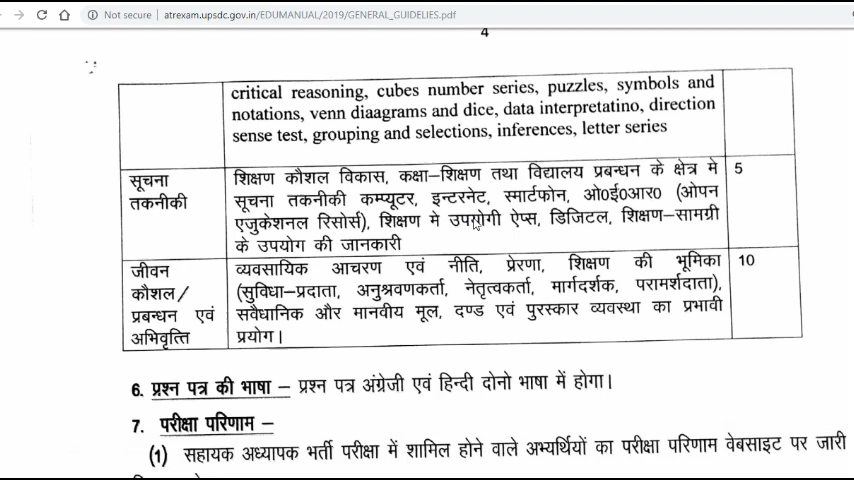 Not secure | atrexam.upsdc.gov.in/EDUMANUAL/2019/GENERAL_GUIDELIES.pdf
4
critical reasoning, cubes number series, puzzles, symbols and
notations, venn diaagrams and dice, data interpretatino, direction
sense test, grouping and selections, inferences, letter series
सूचना
तकनीकी
शिक्षण कौशल विकास, कक्षा–शिक्षण तथा विद्यालय प्रबन्धन के क्षेत्र मे
सूचना तकनीकी कम्प्यूटर, इन्टरनेट, स्मार्टफोन, ओ0ई0आर0 (ओपन
एजुकेशनल रिसोर्स), शिक्षण मे उपयोगी ऐप्स, डिजिटल, शिक्षण–सामग्री
के उपयोग की जानकारी
5
जीवन
कौशल/
प्रबन्धन एवं
अभिवृत्ति
व्यवसायिक आचरण एवं नीति, प्रेरणा, शिक्षण की भूमिका
(सुविधा–प्रदाता, अनुश्रवणकर्ता, नेतृत्वकर्ता, मार्गदर्शक, परामर्शदाता),
सवैधानिक और मानवीय मूल, दण्ड एवं पुरस्कार व्यवस्था का प्रभावी
प्रयोग।
10
6. प्रश्न पत्र की भाषा – प्रश्न पत्र अंग्रेजी एवं हिन्दी दोनो भाषा में होगा।
7. परीक्षा परिणाम –
(1) सहायक अध्यापक भर्ती परीक्षा में शामिल होने वाले अभ्यर्थियों का परीक्षा परिणाम वेबसाइट पर जारी